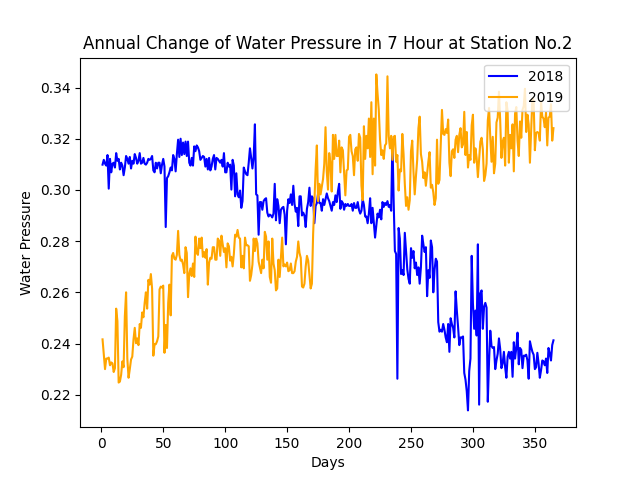 Annual Change of Water Pressure in 7 Hour at Station No.2
2018
2019
0.34
0.32
0.30
0.28
0.26
0.24
0.22
Water Pressure
0 50 100 150 200 250 300 350
Days